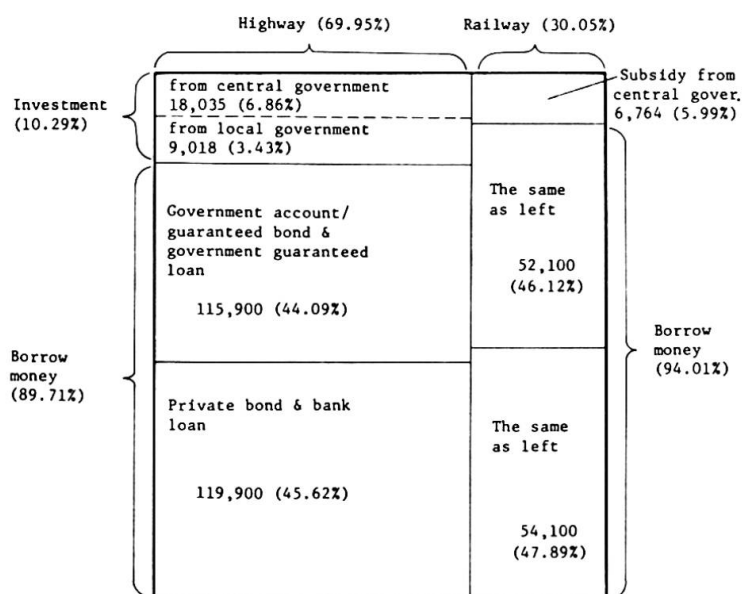 Highway (69.95%)
Railway (30.05%)
Investment
(10.29%)
from central government
18,035 (6.86%)
from local government
9,018 (3.43%)
Subsidy from
central gover.
6,764 (5.99%)
Borrow
money
(89.71%)
Government account/
guaranteed bond &
government guaranteed
loan
115,900 (44.09%)
The same
as left
52,100
(46.12%)
Borrow
money
(94.01%)
Private bond & bank
loan
119,900 (45.62%)
The same
as left
54,100
(47.89%)